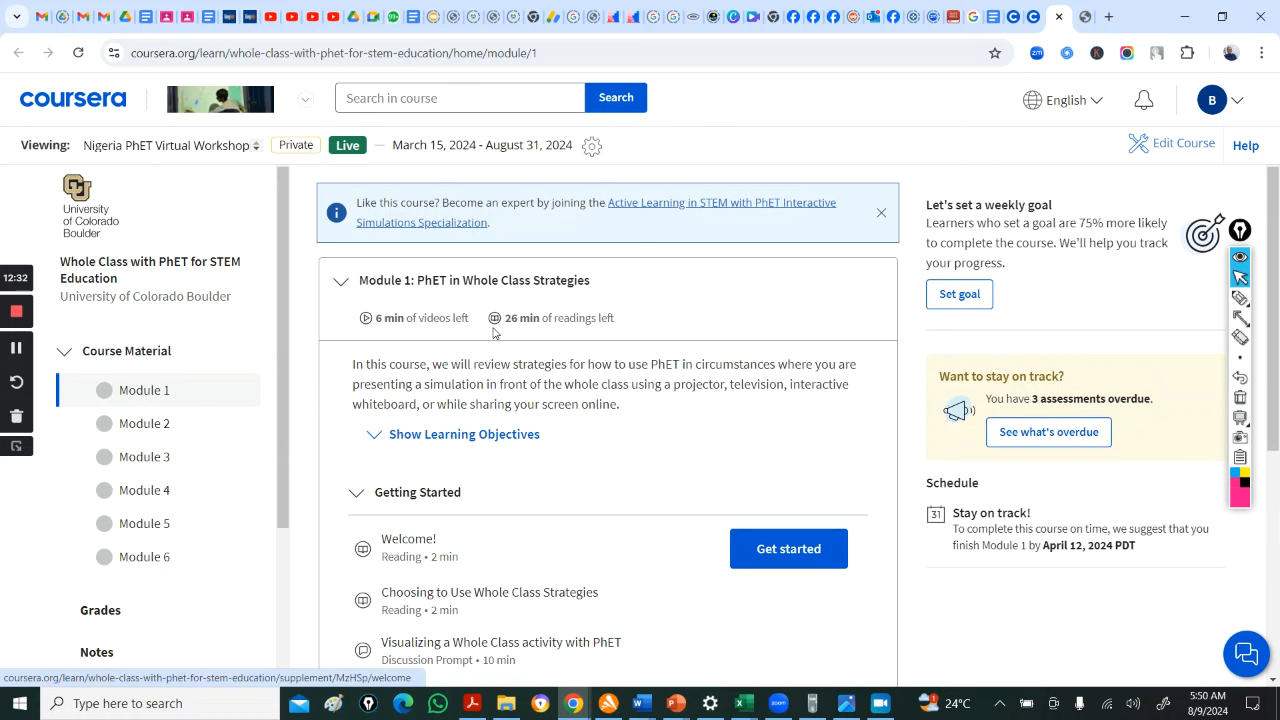 coursera.org/learn/whole-class-with-phet-for-stem-education/home/module/1
coursera
Search in course
Search
English
B
Viewing:
Nigeria PhET Virtual Workshop
Private
Live
— March 15, 2024 - August 31, 2024
Edit Course
Help
University
of Colorado
Boulder
Whole Class with PhET for STEM
Education
University of Colorado Boulder
Course Material
Module 1
Module 2
Module 3
Module 4
Module 5
Module 6
Grades
Notes
12:32
Like this course? Become an expert by joining the Active Learning in STEM with PhET Interactive
Simulations Specialization.
Module 1: PhET in Whole Class Strategies
6 min of videos left
26 min of readings left
In this course, we will review strategies for how to use PhET in circumstances where you are
presenting a simulation in front of the whole class using a projector, television, interactive
whiteboard, or while sharing your screen online.
Show Learning Objectives
Getting Started
Welcome!
Reading • 2 min
Get started
Choosing to Use Whole Class Strategies
Reading • 2 min
Visualizing a Whole Class activity with PhET
Discussion Prompt • 10 min
Let's set a weekly goal
Learners who set a goal are 75% more likely
to complete the course. We'll help you track
your progress.
Set goal
Want to stay on track?
You have 3 assessments overdue.
See what's overdue
Schedule
31
Stay on track!
To complete this course on time, we suggest that you
finish Module 1 by April 12, 2024 PDT
coursera.org/learn/whole-class-with-phet-for-stem-education/supplement/MzHSp/welcome
Type here to search
24°C
5:50 AM
8/9/2024